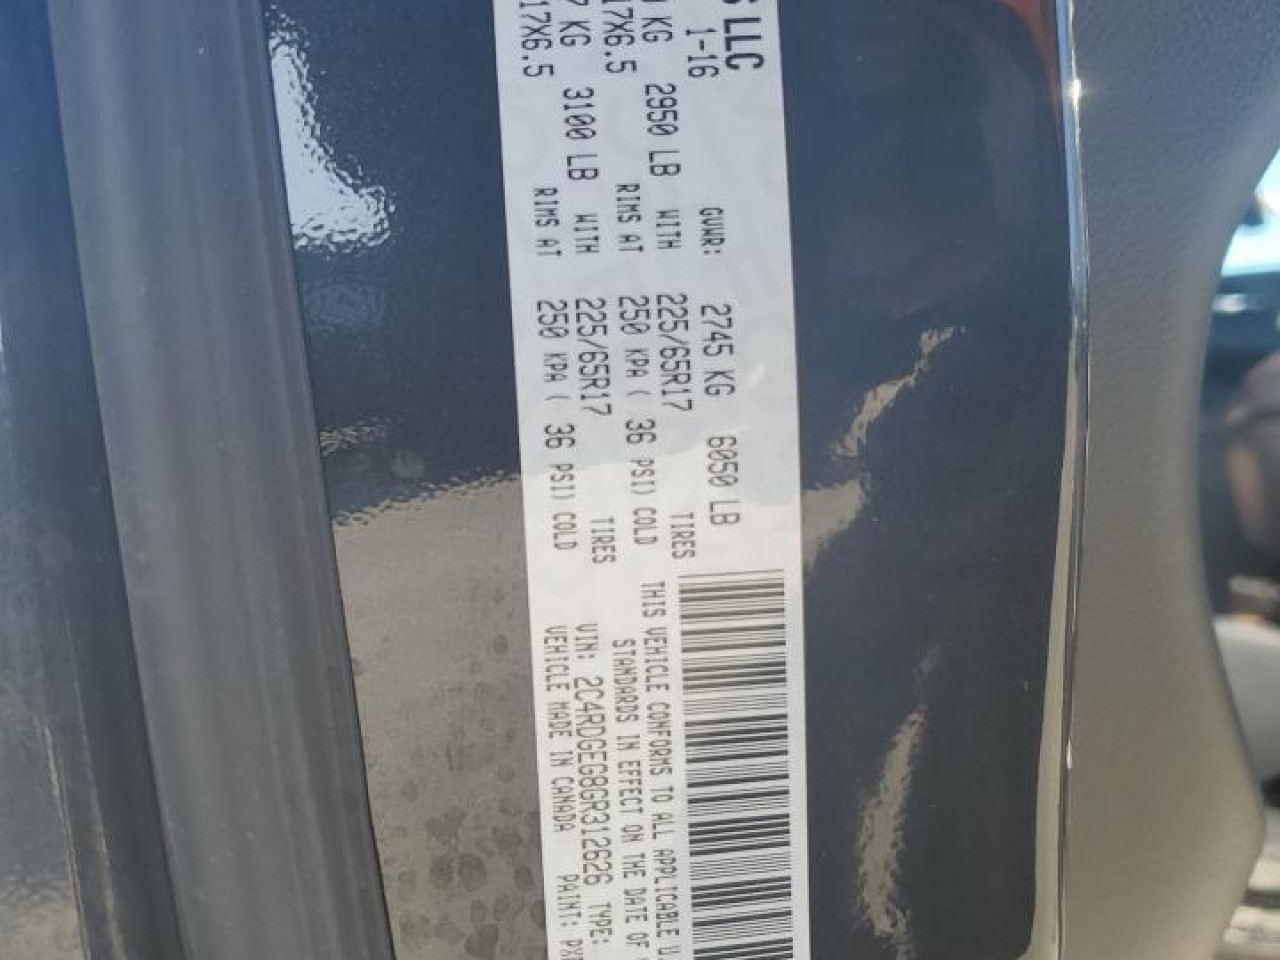 S LLC
1-16 GVWR: 2745 KG 6050 LB
KG 2950 LB WITH 225/65R17 TIRES
17X6.5 RIMS AT 250 KPA ( 36 PSI) COLD
7 KG 3100 LB WITH 225/65R17 TIRES
17X6.5 RIMS AT 250 KPA ( 36 PSI) COLD
THIS VEHICLE CONFORMS TO ALL APPLICABLE U.
STANDARDS IN EFFECT ON THE DATE OF
VIN: 2C4RDGEG8GR312626 TYPE:
VEHICLE MADE IN CANADA PAINT: